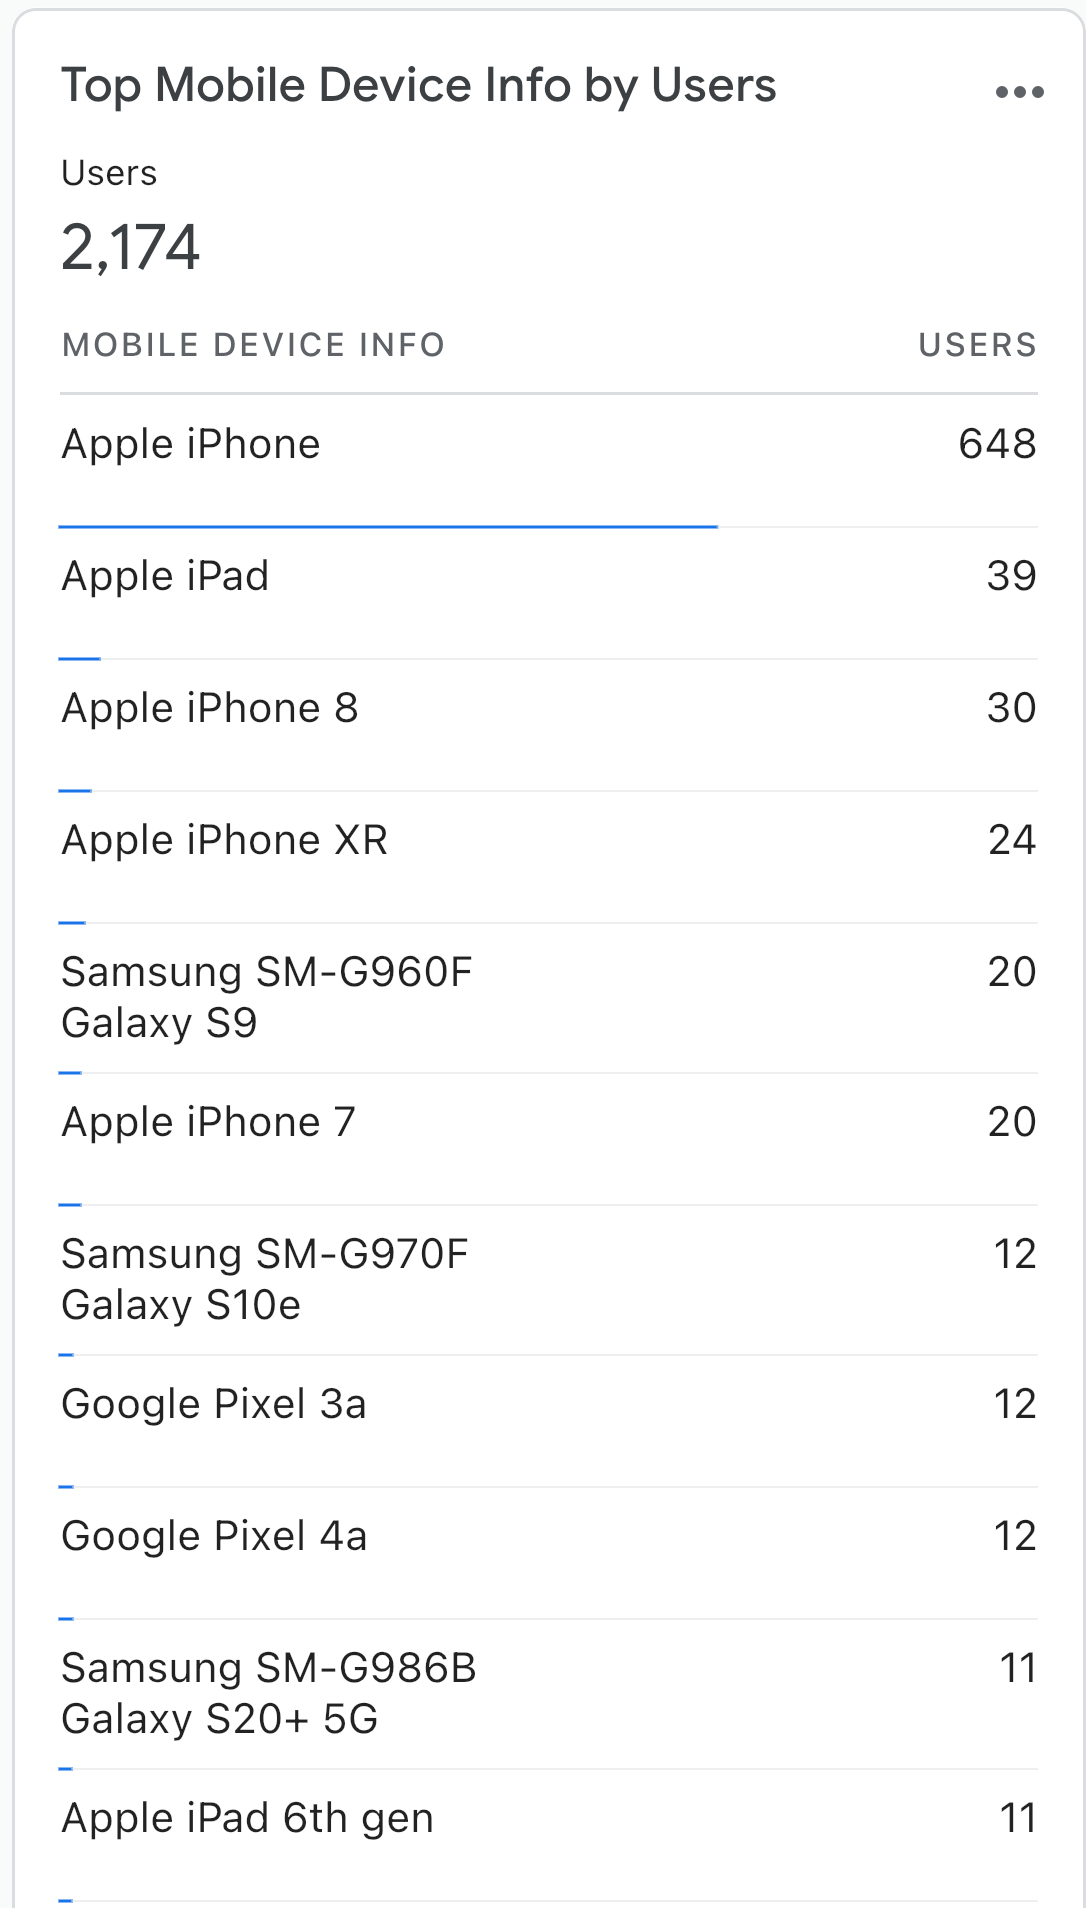 Top Mobile Device Info by Users
Users
2,174
MOBILE DEVICE INFO USERS
Apple iPhone 648
Apple iPad 39
Apple iPhone 8 30
Apple iPhone XR 24
Samsung SM-G960F 20
Galaxy S9
Apple iPhone 7 20
Samsung SM-G970F 12
Galaxy S10e
Google Pixel 3a 12
Google Pixel 4a 12
Samsung SM-G986B 11
Galaxy S20+ 5G
Apple iPad 6th gen 11